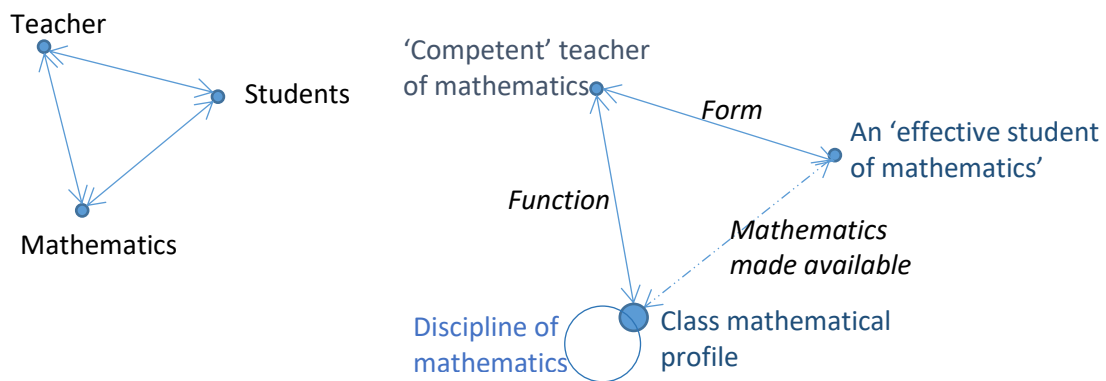 Teacher
Students
Mathematics
‘Competent’ teacher
of mathematics
Form
An ‘effective student
of mathematics’
Function
Mathematics
made available
Discipline of
mathematics
Class mathematical
profile